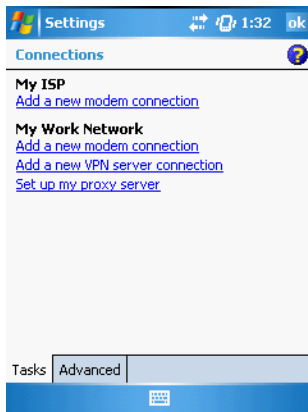 Settings 1:32 ok
Connections
My ISP
Add a new modem connection
My Work Network
Add a new modem connection
Add a new VPN server connection
Set up my proxy server
Tasks Advanced